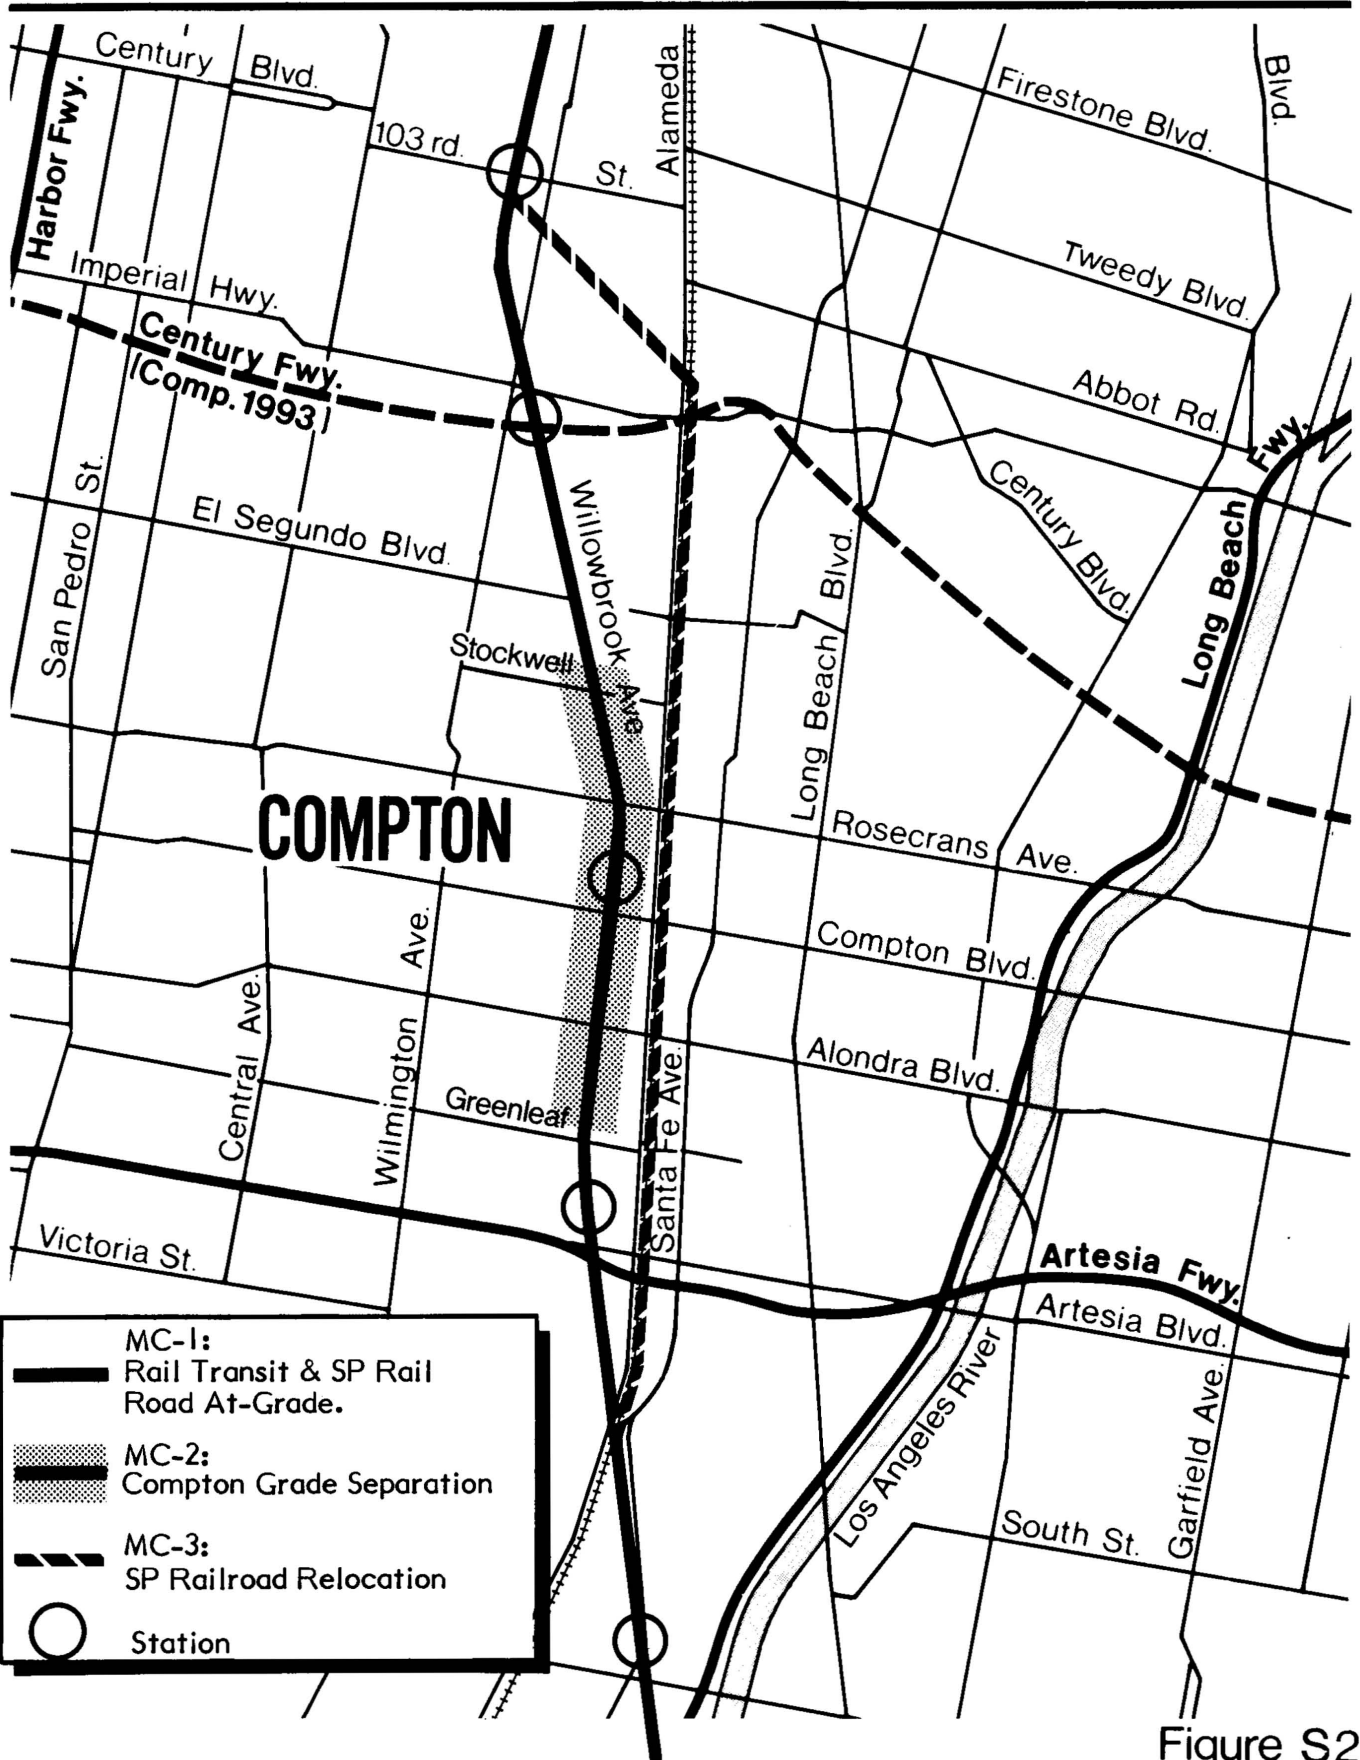 Century Blvd.
Harbor Fwy.
103 rd. St.
Alameda
Firestone Blvd.
Blvd.
Imperial Hwy.
Tweedy Blvd.
Century Fwy.
(Comp. 1993)
Abbot Rd.
San Pedro St.
El Segundo Blvd.
Willowbrook Ave
Century Blvd.
Long Beach Fwy.
Stockwell
Long Beach Blvd.
COMPTON
Rosecrans Ave.
Compton Blvd.
Central Ave.
Wilmington Ave.
Alondra Blvd.
Greenleaf
Santa Fe Ave.
Victoria St.
Artesia Fwy.
Artesia Blvd.
Los Angeles River
Garfield Ave.
South St.
MC-1:
Rail Transit & SP Rail
Road At-Grade.
MC-2:
Compton Grade Separation
MC-3:
SP Railroad Relocation
Station
Figure S2